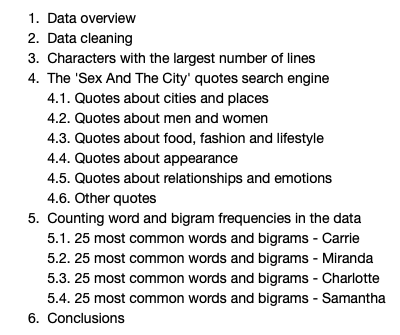 1. Data overview
2. Data cleaning
3. Characters with the largest number of lines
4. The 'Sex And The City' quotes search engine
4.1. Quotes about cities and places
4.2. Quotes about men and women
4.3. Quotes about food, fashion and lifestyle
4.4. Quotes about appearance
4.5. Quotes about relationships and emotions
4.6. Other quotes
5. Counting word and bigram frequencies in the data
5.1. 25 most common words and bigrams - Carrie
5.2. 25 most common words and bigrams - Miranda
5.3. 25 most common words and bigrams - Charlotte
5.4. 25 most common words and bigrams - Samantha
6. Conclusions